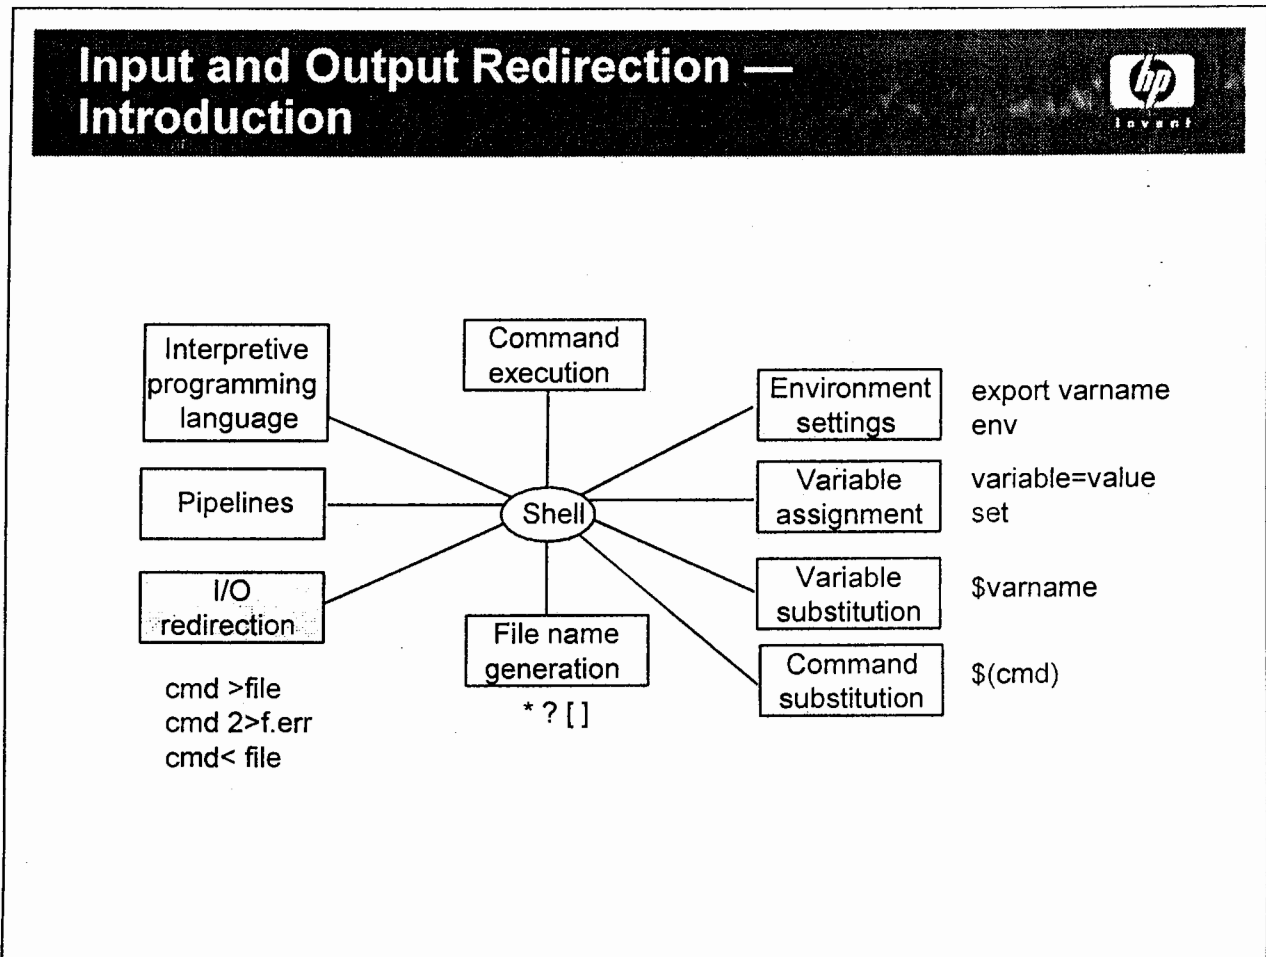 Input and Output Redirection —
Introduction
hp
invent
Interpretive
programming
language
Command
execution
Environment
settings
export varname
env
Pipelines
Shell
Variable
assignment
variable=value
set
I/O
redirection
cmd >file
cmd 2>f.err
cmd< file
File name
generation
* ? [ ]
Variable
substitution
$varname
Command
substitution
$(cmd)